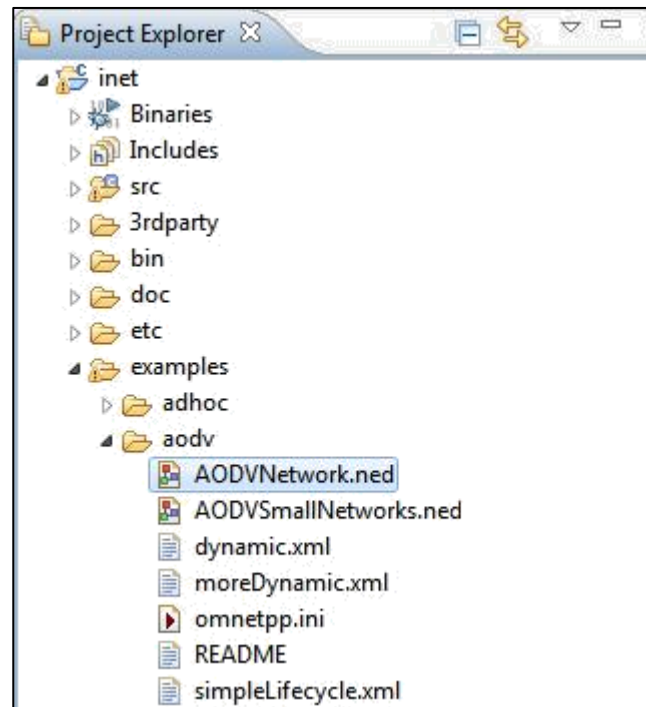 Project Explorer
inet
Binaries
Includes
src
3rdparty
bin
doc
etc
examples
adhoc
aodv
AODVNetwork.ned
AODVSmallNetworks.ned
dynamic.xml
moreDynamic.xml
omnetpp.ini
README
simpleLifecycle.xml